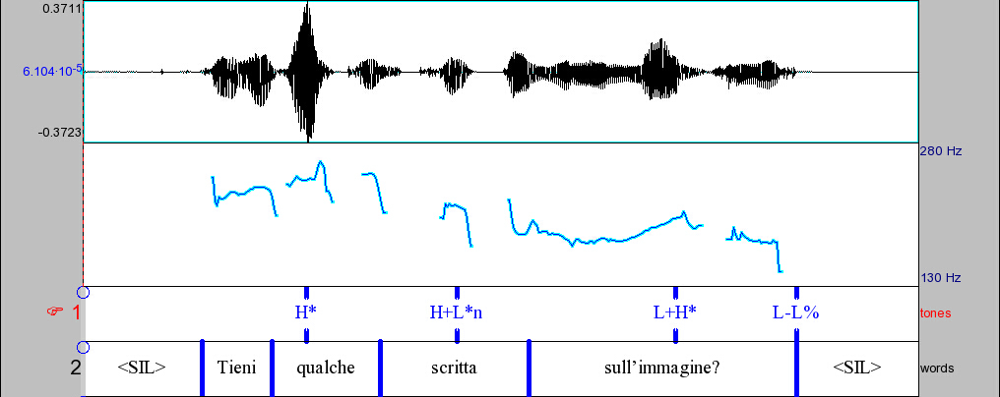 0.3711
6.104·10⁻⁵
-0.3723
280 Hz
130 Hz
☞ 1 H* H+L*n L+H* L-L% tones
2 <SIL> Tieni qualche scritta sull'immagine? <SIL> words